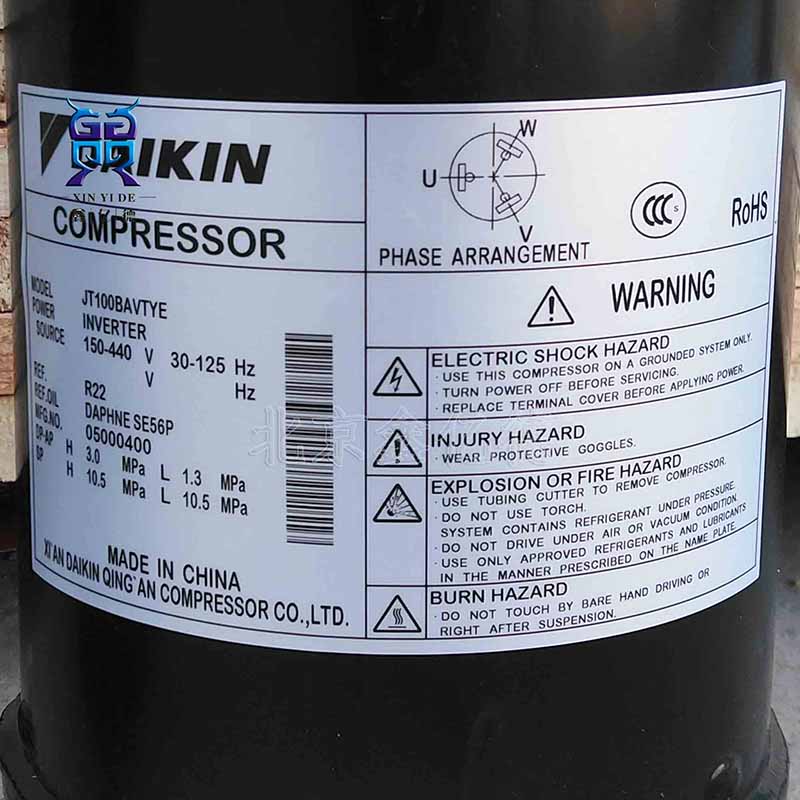 DAIKIN
XIN YI DE
COMPRESSOR
MODEL JT100BAVTYE
POWER SOURCE INVERTER
150-440 V 30-125 Hz
V Hz
REF. R22
REF.OIL DAPHNE SE56P
MFG.NO. 05000400
DP-AP H 3.0 MPa L 1.3 MPa
SP H 10.5 MPa L 10.5 MPa
MADE IN CHINA
XI'AN DAIKIN QING'AN COMPRESSOR CO.,LTD.
W
U
V
PHASE ARRANGEMENT
CCC S
RoHS
WARNING
ELECTRIC SHOCK HAZARD
· USE THIS COMPRESSOR ON A GROUNDED SYSTEM ONLY.
· TURN POWER OFF BEFORE SERVICING.
· REPLACE TERMINAL COVER BEFORE APPLYING POWER.
INJURY HAZARD
· WEAR PROTECTIVE GOGGLES.
EXPLOSION OR FIRE HAZARD
· USE TUBING CUTTER TO REMOVE COMPRESSOR.
· DO NOT USE TORCH.
SYSTEM CONTAINS REFRIGERANT UNDER PRESSURE.
· DO NOT DRIVE UNDER AIR OR VACUUM CONDITION.
· USE ONLY APPROVED REFRIGERANTS AND LUBRICANTS
IN THE MANNER PRESCRIBED ON THE NAME PLATE.
BURN HAZARD
· DO NOT TOUCH BY BARE HAND DRIVING OR
RIGHT AFTER SUSPENSION.